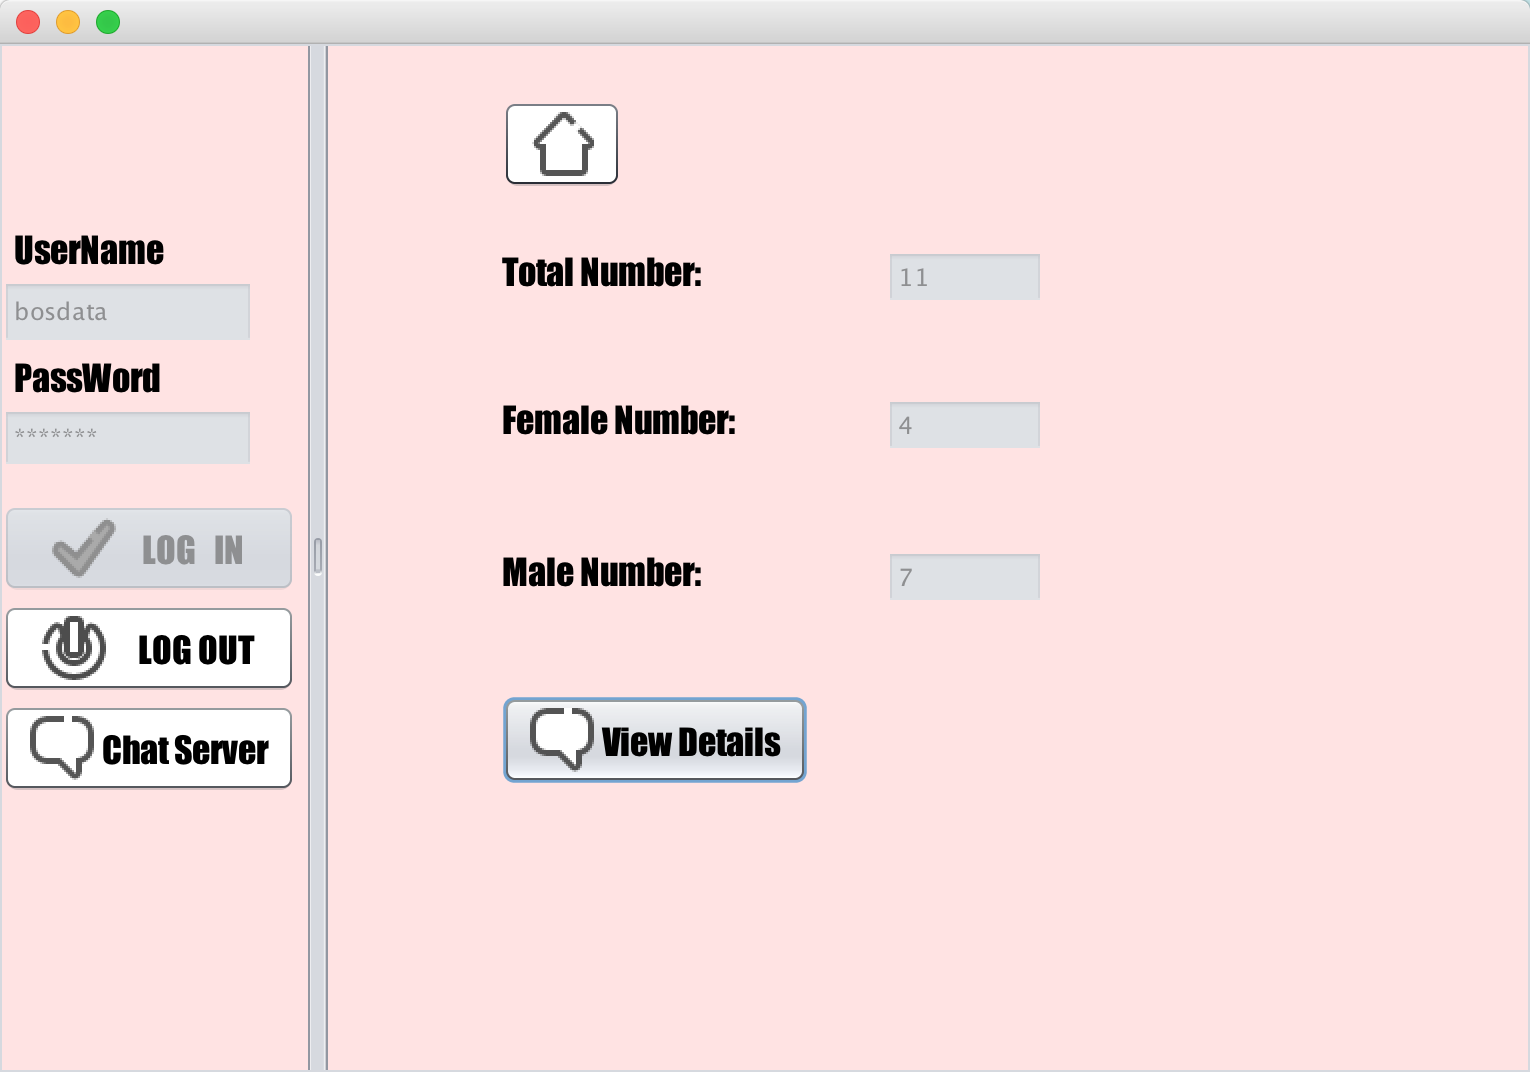 UserName
bosdata
PassWord
*******
LOG IN
LOG OUT
Chat Server
Total Number:
11
Female Number:
4
Male Number:
7
View Details